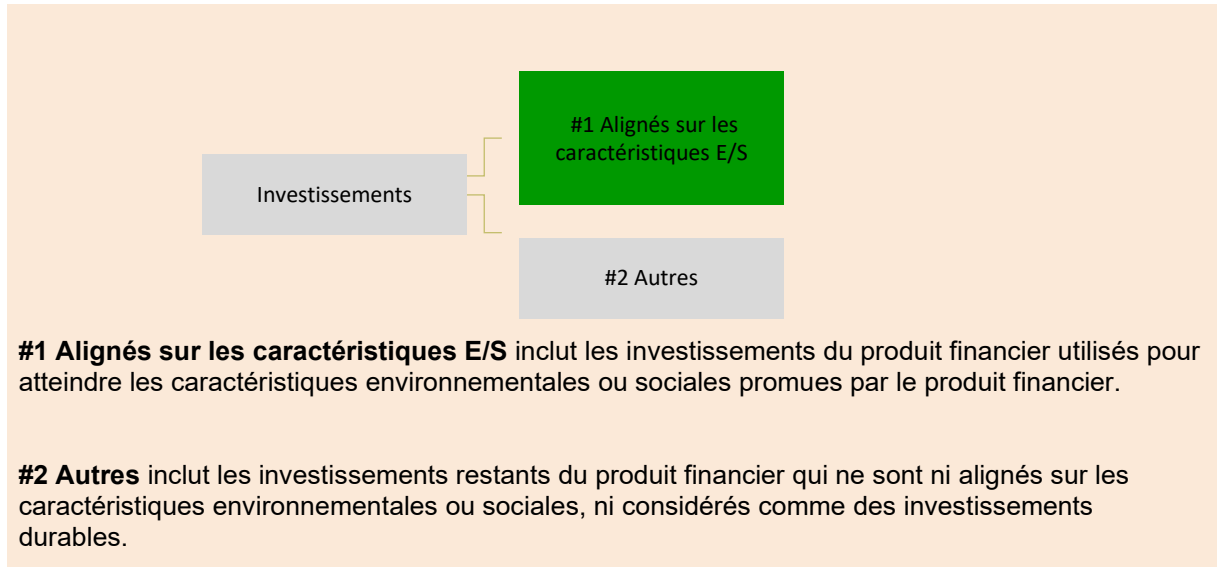 #1 Alignés sur les
caractéristiques E/S
Investissements
#2 Autres
#1 Alignés sur les caractéristiques E/S inclut les investissements du produit financier utilisés pour
atteindre les caractéristiques environnementales ou sociales promues par le produit financier.
#2 Autres inclut les investissements restants du produit financier qui ne sont ni alignés sur les
caractéristiques environnementales ou sociales, ni considérés comme des investissements
durables.